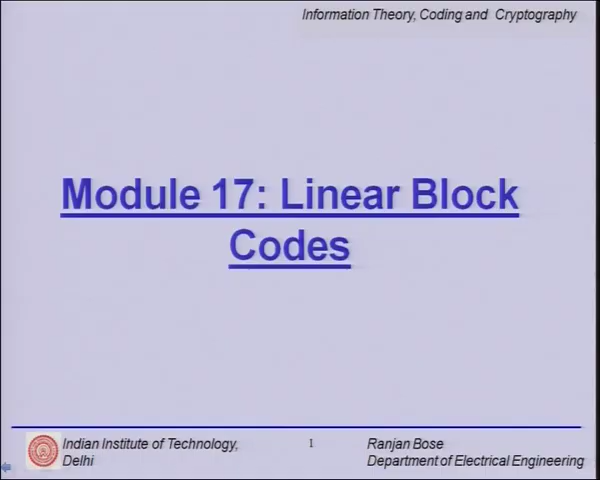 Information Theory, Coding and Cryptography
Module 17: Linear Block
Codes
Indian Institute of Technology,
Delhi
1
Ranjan Bose
Department of Electrical Engineering